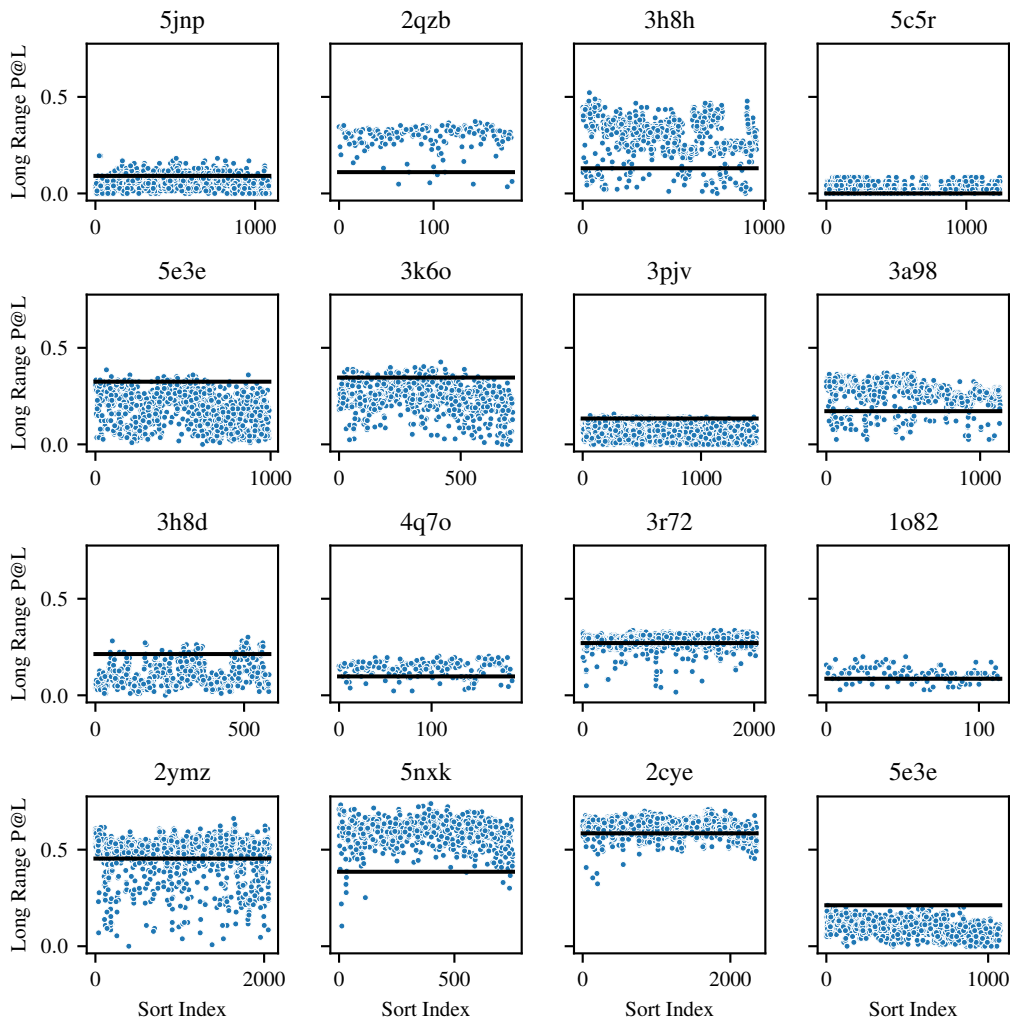 5jnp 2qzb 3h8h 5c5r
Long Range P@L
0.5
0.0
0 1000 0 100 0 1000 0 1000
5e3e 3k6o 3pjv 3a98
Long Range P@L
0.5
0.0
0 1000 0 500 0 1000 0 1000
3h8d 4q7o 3r72 1o82
Long Range P@L
0.5
0.0
0 500 0 100 0 2000 0 100
2ymz 5nxk 2cye 5e3e
Long Range P@L
0.5
0.0
0 2000 0 500 0 2000 0 1000
Sort Index Sort Index Sort Index Sort Index